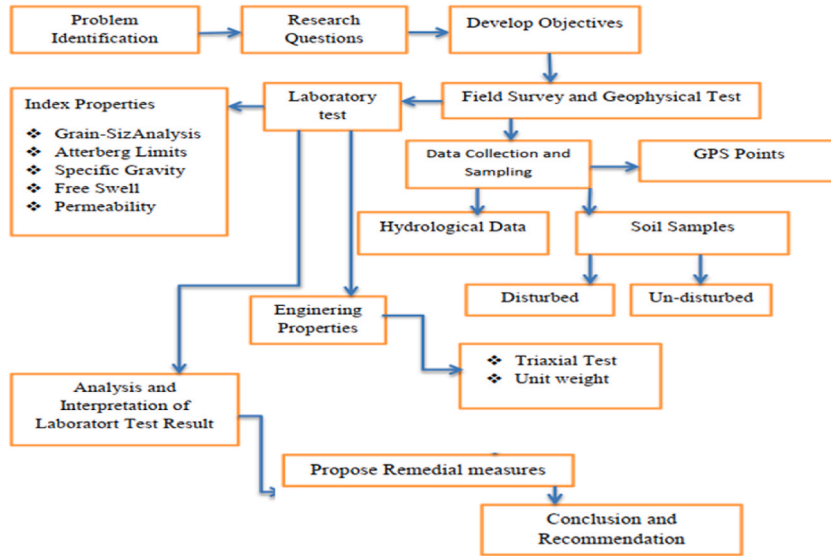 Problem
Identification
Research
Questions
Develop Objectives
Index Properties
❖ Grain-SizAnalysis
❖ Atterberg Limits
❖ Specific Gravity
❖ Free Swell
❖ Permeability
Laboratory
test
Field Survey and Geophysical Test
Data Collection and
Sampling
GPS Points
Hydrological Data
Soil Samples
Disturbed
Un-disturbed
Enginering
Properties
❖ Triaxial Test
❖ Unit weight
Analysis and
Interpretation of
Laboratort Test Result
Propose Remedial measures
Conclusion and
Recommendation